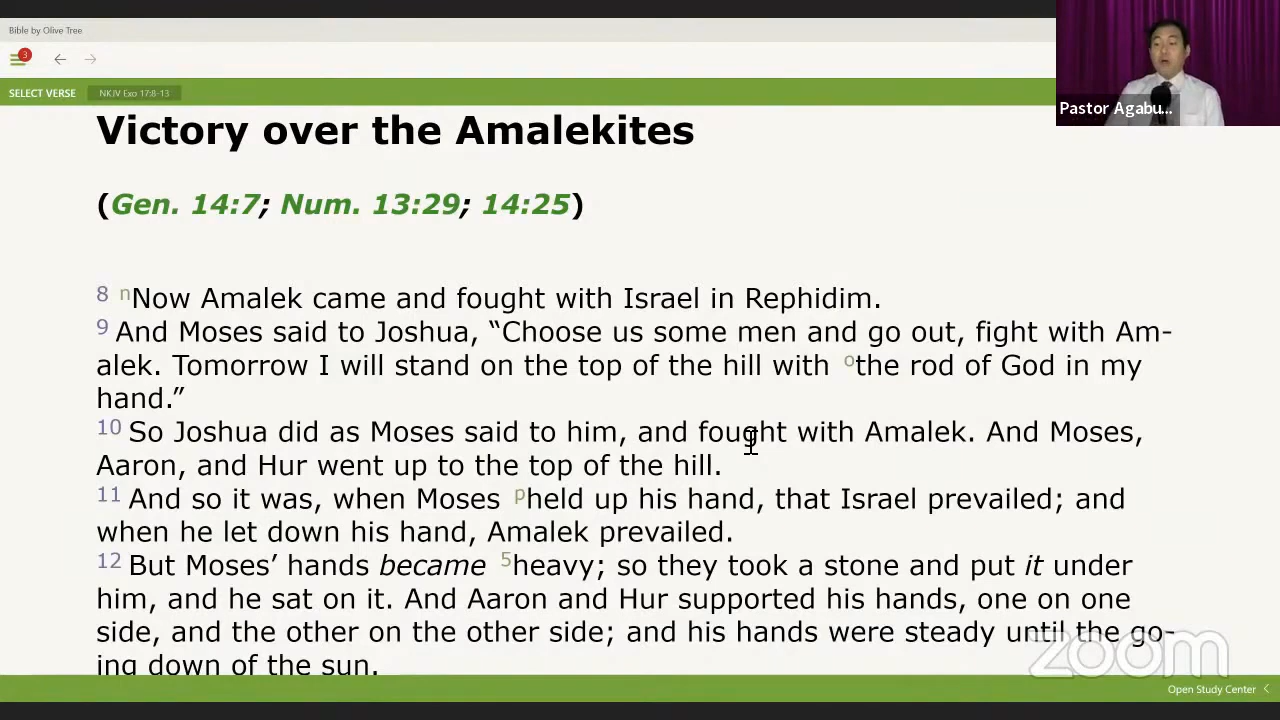 Bible by Olive Tree
3
SELECT VERSE NKJV Exo 17:8-13
Pastor Agabu...
Victory over the Amalekites
(Gen. 14:7; Num. 13:29; 14:25)
8 nNow Amalek came and fought with Israel in Rephidim.
9 And Moses said to Joshua, “Choose us some men and go out, fight with Am-
alek. Tomorrow I will stand on the top of the hill with othe rod of God in my
hand.”
10 So Joshua did as Moses said to him, and fought with Amalek. And Moses,
Aaron, and Hur went up to the top of the hill.
11 And so it was, when Moses pheld up his hand, that Israel prevailed; and
when he let down his hand, Amalek prevailed.
12 But Moses’ hands became 5heavy; so they took a stone and put it under
him, and he sat on it. And Aaron and Hur supported his hands, one on one
side, and the other on the other side; and his hands were steady until the go-
ing down of the sun.
zoom
Open Study Center